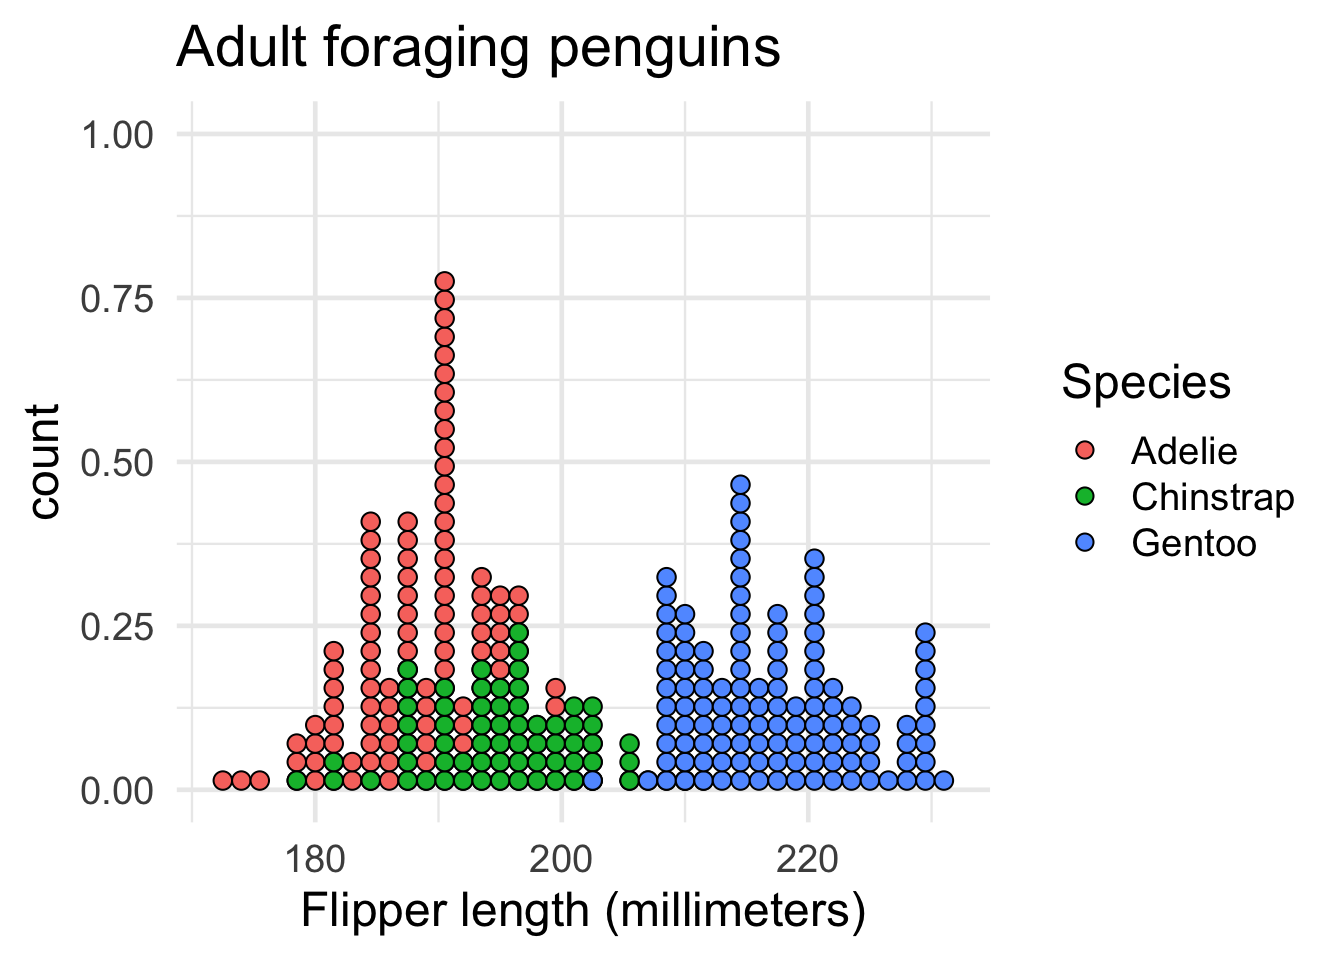 Adult foraging penguins
1.00
0.75
0.50
0.25
0.00
count
180
200
220
Flipper length (millimeters)
Species
Adelie
Chinstrap
Gentoo